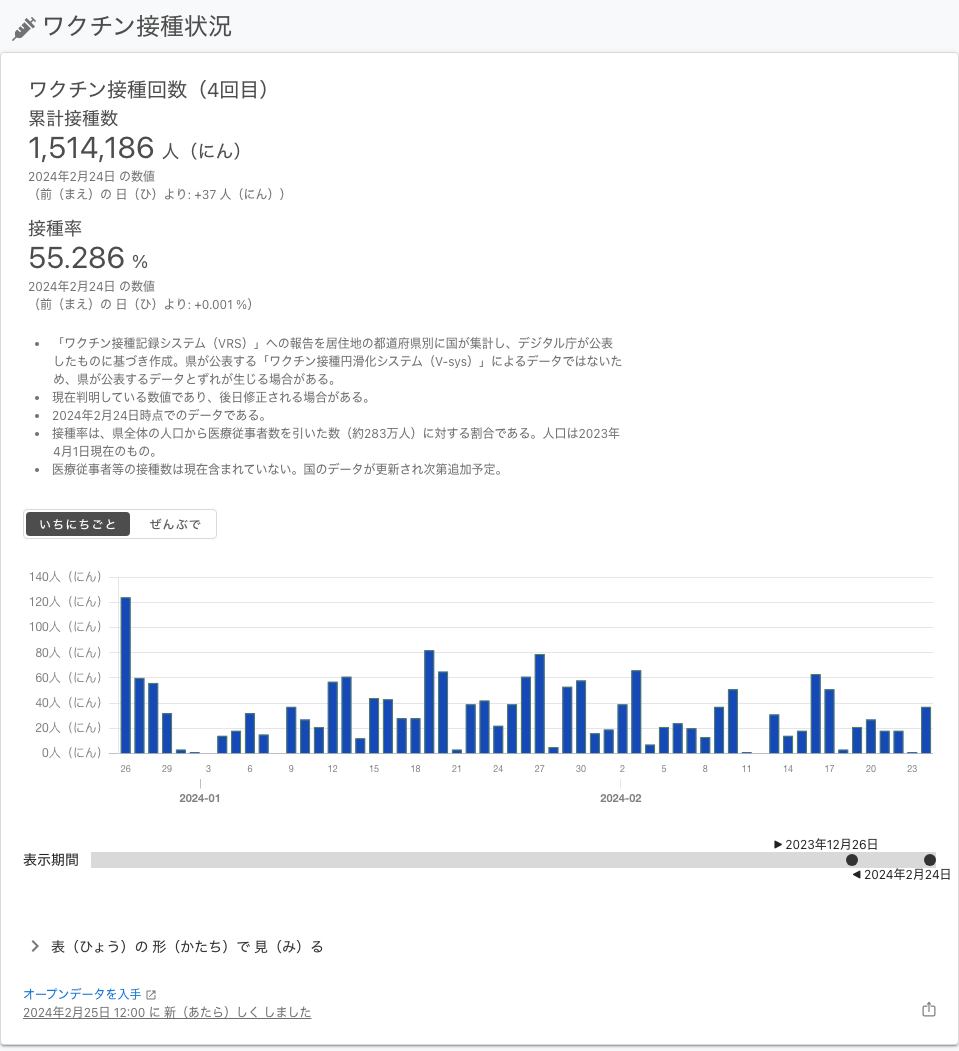 ワクチン接種状況
ワクチン接種回数（4回目）
累計接種数
1,514,186 人（にん）
2024年2月24日 の数値
（前（まえ）の 日（ひ）より: +37 人（にん））
接種率
55.286 %
2024年2月24日 の数値
（前（まえ）の 日（ひ）より: +0.001 %）
• 「ワクチン接種記録システム（VRS）」への報告を居住地の都道府県別に国が集計し、デジタル庁が公表
したものに基づき作成。県が公表する「ワクチン接種円滑化システム（V-sys）」によるデータではないた
め、県が公表するデータとずれが生じる場合がある。
• 現在判明している数値であり、後日修正される場合がある。
• 2024年2月24日時点でのデータである。
• 接種率は、県全体の人口から医療従事者数を引いた数（約283万人）に対する割合である。人口は2023年
4月1日現在のもの。
• 医療従事者等の接種数は現在含まれていない。国のデータが更新され次第追加予定。
いちにちごと ぜんぶで
140人（にん）
120人（にん）
100人（にん）
80人（にん）
60人（にん）
40人（にん）
20人（にん）
0人（にん）
26 29 3 6 9 12 15 18 21 24 27 30 2 5 8 11 14 17 20 23
2024-01 2024-02
▶ 2023年12月26日
表示期間
◀ 2024年2月24日
表（ひょう）の 形（かたち）で 見（み）る
オープンデータを入手
2024年2月25日 12:00 に 新（あたら）しく しました